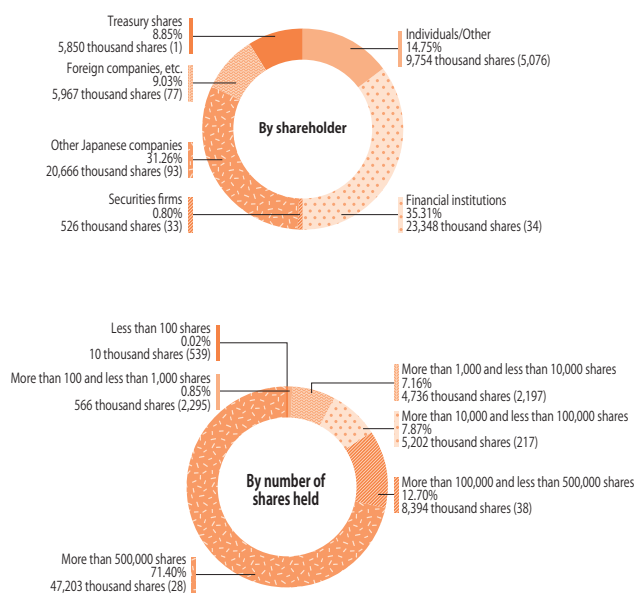 Treasury shares
8.85%
5,850 thousand shares (1)
Foreign companies, etc.
9.03%
5,967 thousand shares (77)
Other Japanese companies
31.26%
20,666 thousand shares (93)
Securities firms
0.80%
526 thousand shares (33)
By shareholder
Individuals/Other
14.75%
9,754 thousand shares (5,076)
Financial institutions
35.31%
23,348 thousand shares (34)
Less than 100 shares
0.02%
10 thousand shares (539)
More than 100 and less than 1,000 shares
0.85%
566 thousand shares (2,295)
More than 500,000 shares
71.40%
47,203 thousand shares (28)
By number of
shares held
More than 1,000 and less than 10,000 shares
7.16%
4,736 thousand shares (2,197)
More than 10,000 and less than 100,000 shares
7.87%
5,202 thousand shares (217)
More than 100,000 and less than 500,000 shares
12.70%
8,394 thousand shares (38)